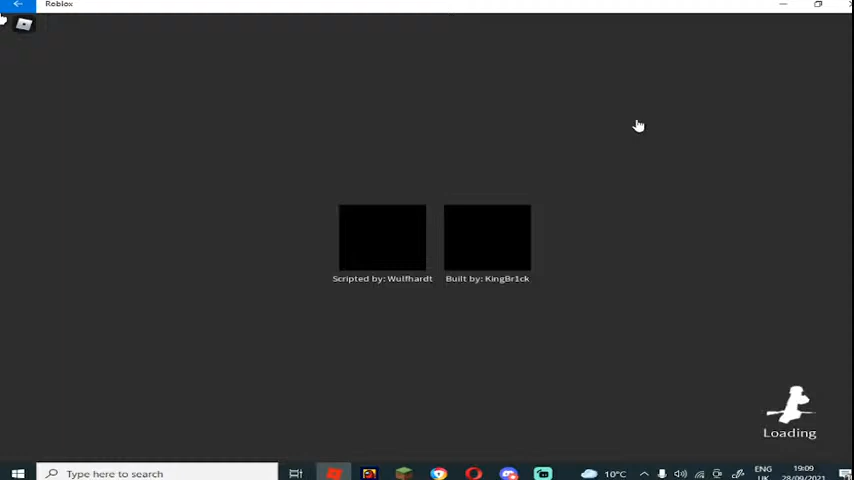 Roblox
Scripted by: Wulfhardt
Built by: KingBr1ck
Loading
Type here to search
10°C
ENG
UK
19:09
28/09/2021